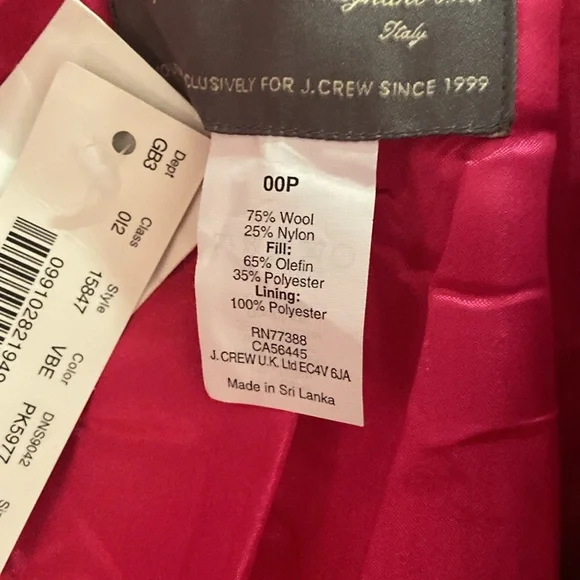 Italy
CLUSIVELY FOR J.CREW SINCE 1999
00P
75% Wool
25% Nylon
Fill:
65% Olefin
35% Polyester
Lining:
100% Polyester
RN77388
CA56445
J. CREW U.K. Ltd EC4V 6JA
Made in Sri Lanka
Dept Class Style Color
GB3 012 15847 VBE
DNS9042
PK5977